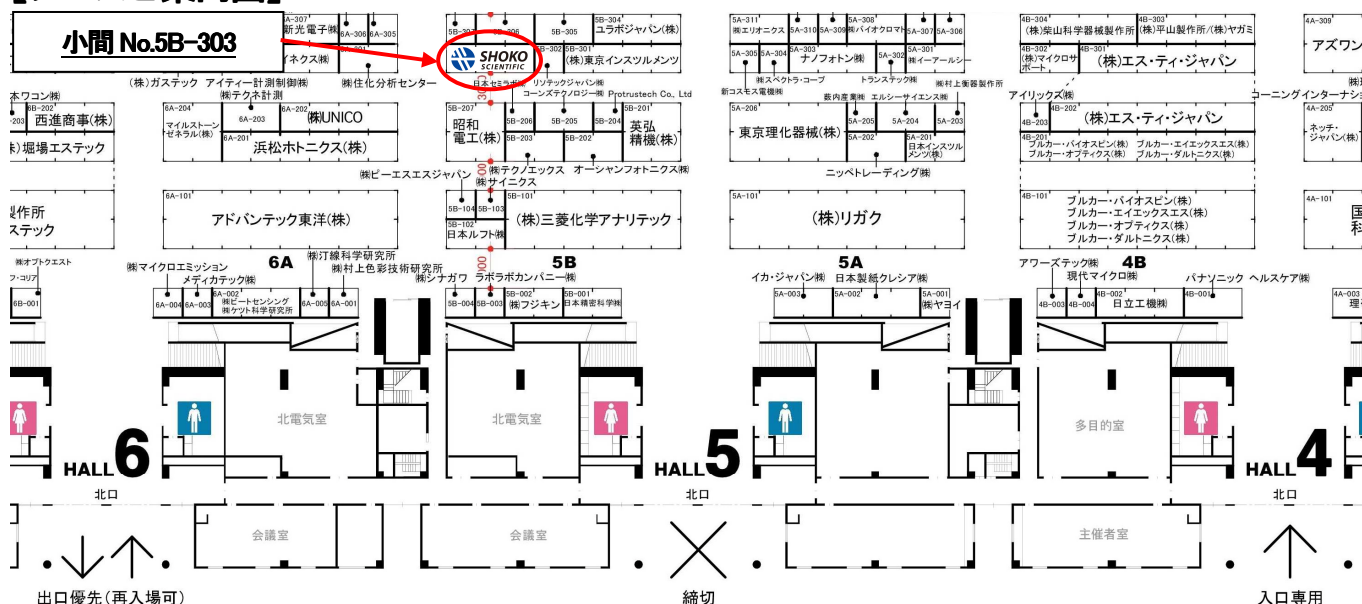 小間 No.5B-303
新光電子㈱
6A-306
6A-305
イネクス(株)
(株)ガステック
アイティー計測制御㈱
㈱住化分析センター
5B-306
5B-304
ユラボジャパン(株)
SHOKO
SCIENTIFIC
5B-302
5B-301
(株)東京インスツルメンツ
リソテックジャパン㈱
コーンズテクノロジー㈱
Protrustech Co., Ltd
5A-311
㈱エリオニクス
5A-310
5A-309
5A-308
㈱バイオクロマト
5A-307
5A-306
5A-305
5A-304
5A-303
ナノフォトン(株)
5A-302
5A-301
㈱イーアールシー
㈱スペクトラ・コープ
新コスモス電機㈱
トランステック㈱
㈱村上衡器製作所
藪内産業㈱
エルシーサイエンス㈱
4B-304
(株)柴山科学器械製作所
4B-303
(株)平山製作所/(株)ヤガミ
4B-302
(株)マイクロサポート
4B-301
(株)エス・ティ・ジャパン
4A-309
アズワン
アイリックス㈱
コーニングインターナショ
本ワコン(株)
6B-202
西進商事(株)
堀場エステック
6A-204
マイルストーン
ゼネラル(株)
㈱テクネ計測
6A-203
6A-202
㈱UNICO
6A-201
浜松ホトニクス(株)
5B-207
昭和
電工(株)
5B-206
5B-205
5B-204
5B-203
5B-202
5B-201
英弘
精機(株)
㈱テクノエックス
オーシャンフォトニクス㈱
5A-206
東京理化器械(株)
5A-205
5A-204
5A-203
5A-202
5A-201
日本インスツル
メンツ(株)
ニッペトレーディング㈱
4B-203
4B-202
(株)エス・ティ・ジャパン
4B-201
ブルカー・バイオスピン(株) ブルカー・エイエックスエス(株)
ブルカー・オプティクス(株) ブルカー・ダルトニクス(株)
4A-205
ネッチ・
ジャパン(株)
製作所
ステック
6A-101
アドバンテック東洋(株)
㈱ピーエスエスジャパン
㈱サイニクス
5B-104
5B-103
5B-102
日本ルフト㈱
5B-101
(株)三菱化学アナリテック
5A-101
(株)リガク
4B-101
ブルカー・バイオスピン(株)
ブルカー・エイエックスエス(株)
ブルカー・オプティクス(株)
ブルカー・ダルトニクス(株)
4A-101
6A
5B
5A
4B
㈱オプトクエスト
フ・コリア
6B-001
㈱マイクロエミッション
メディカテック㈱
㈱汀線科学研究所
㈱村上色彩技術研究所
6A-004
6A-003
6A-002
㈱ビートセンシング
㈱ケツト科学研究所
6A-005
6A-001
㈱シナガワ
ラボラボカンパニー㈱
5B-004
5B-003
5B-002
㈱フジキン
5B-001
日本精密科学㈱
イカ・ジャパン㈱
日本製紙クレシア㈱
5A-003
5A-002
5A-001
㈱ヤヨイ
アワーズテック㈱
現代マイクロ㈱
パナソニック ヘルスケア㈱
4B-003
4B-004
4B-002
日立工機㈱
4B-001
4A-003
北電気室
北電気室
多目的室
HALL 6
HALL 5
HALL 4
北口
北口
北口
会議室
会議室
主催者室
出口優先(再入場可)
締切
入口専用